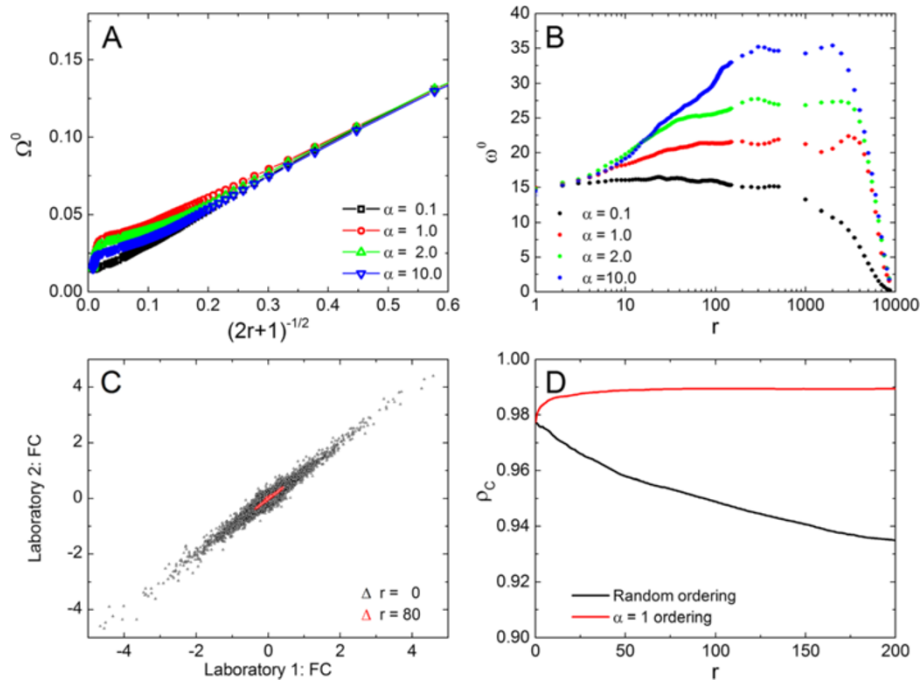 A
0.15
0.10
0.05
0.00
Ω⁰
α = 0.1
α = 1.0
α = 2.0
α = 10.0
0.0 0.1 0.2 0.3 0.4 0.5 0.6
(2r+1)⁻¹/²
B
40
35
30
25
20
15
10
5
0
ω⁰
α = 0.1
α = 1.0
α = 2.0
α =10.0
1 10 100 1000 10000
r
C
4
2
0
-2
-4
Laboratory 2: FC
Δ r = 0
Δ r = 80
-4 -2 0 2 4
Laboratory 1: FC
D
1.00
0.98
0.96
0.94
0.92
0.90
ρC
Random ordering
α = 1 ordering
0 50 100 150 200
r